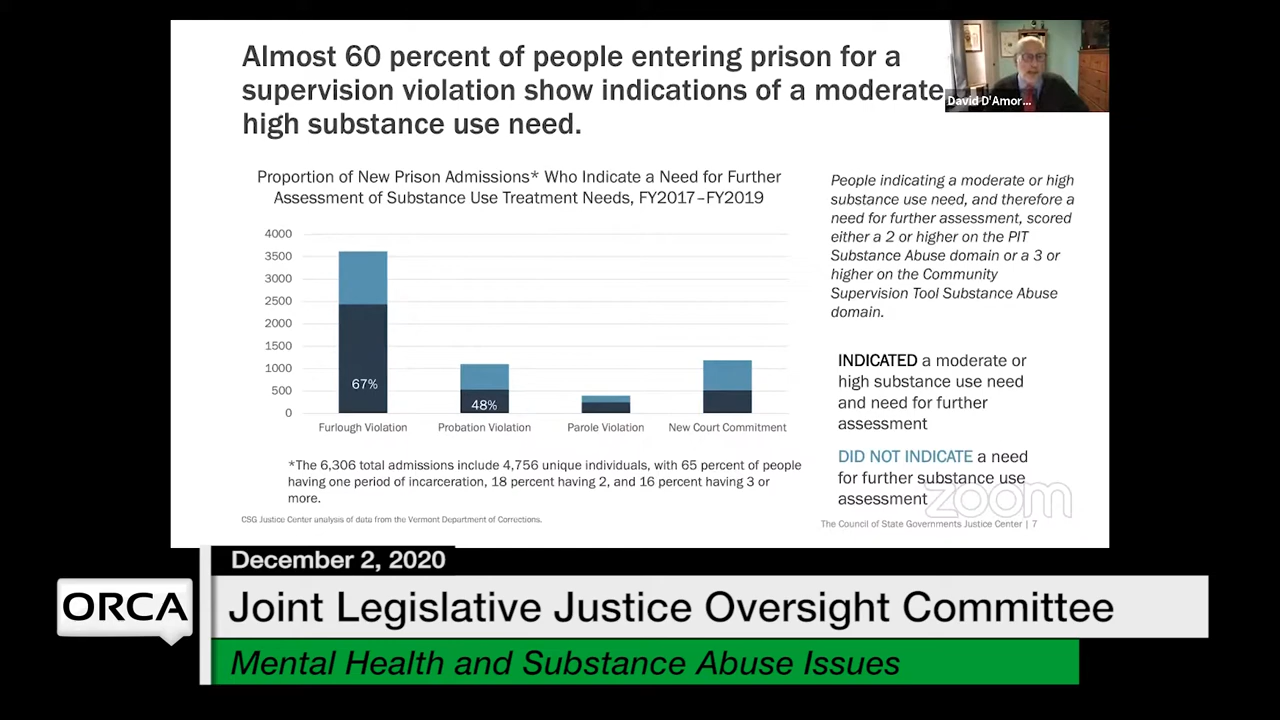 Almost 60 percent of people entering prison for a
supervision violation show indications of a moderate
high substance use need.
David D'Amor...
Proportion of New Prison Admissions* Who Indicate a Need for Further
Assessment of Substance Use Treatment Needs, FY2017–FY2019
4000
3500
3000
2500
2000
1500
1000
500
0
67%
48%
Furlough Violation
Probation Violation
Parole Violation
New Court Commitment
*The 6,306 total admissions include 4,756 unique individuals, with 65 percent of people
having one period of incarceration, 18 percent having 2, and 16 percent having 3 or
more.
CSG Justice Center analysis of data from the Vermont Department of Corrections.
People indicating a moderate or high
substance use need, and therefore a
need for further assessment, scored
either a 2 or higher on the PIT
Substance Abuse domain or a 3 or
higher on the Community
Supervision Tool Substance Abuse
domain.
INDICATED a moderate or
high substance use need
and need for further
assessment
DID NOT INDICATE a need
for further substance use
assessment
zoom
The Council of State Governments Justice Center | 7
December 2, 2020
ORCA
Joint Legislative Justice Oversight Committee
Mental Health and Substance Abuse Issues